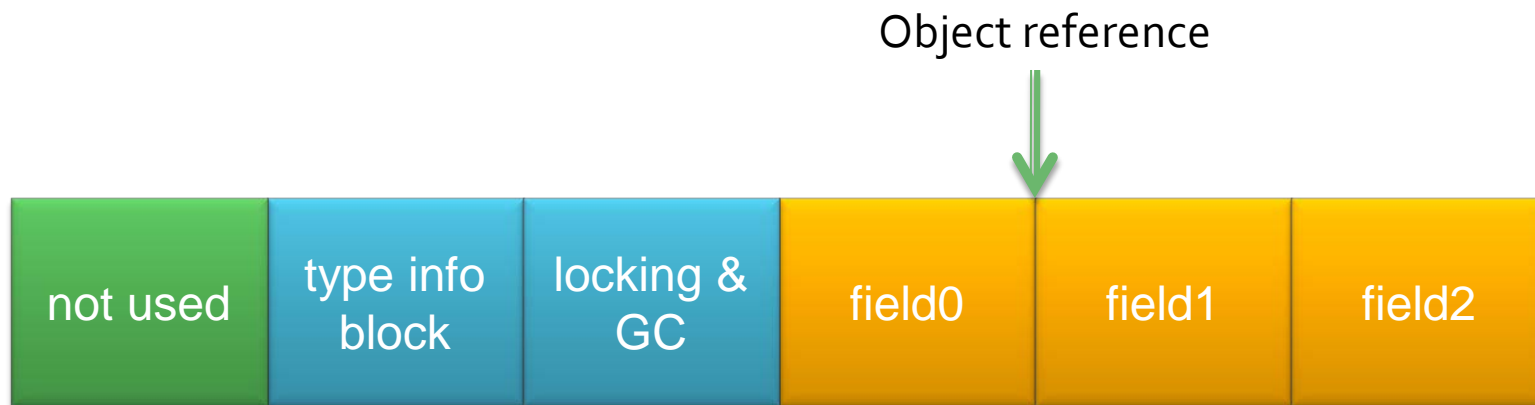 Object reference
not used
type info
block
locking &
GC
field0
field1
field2